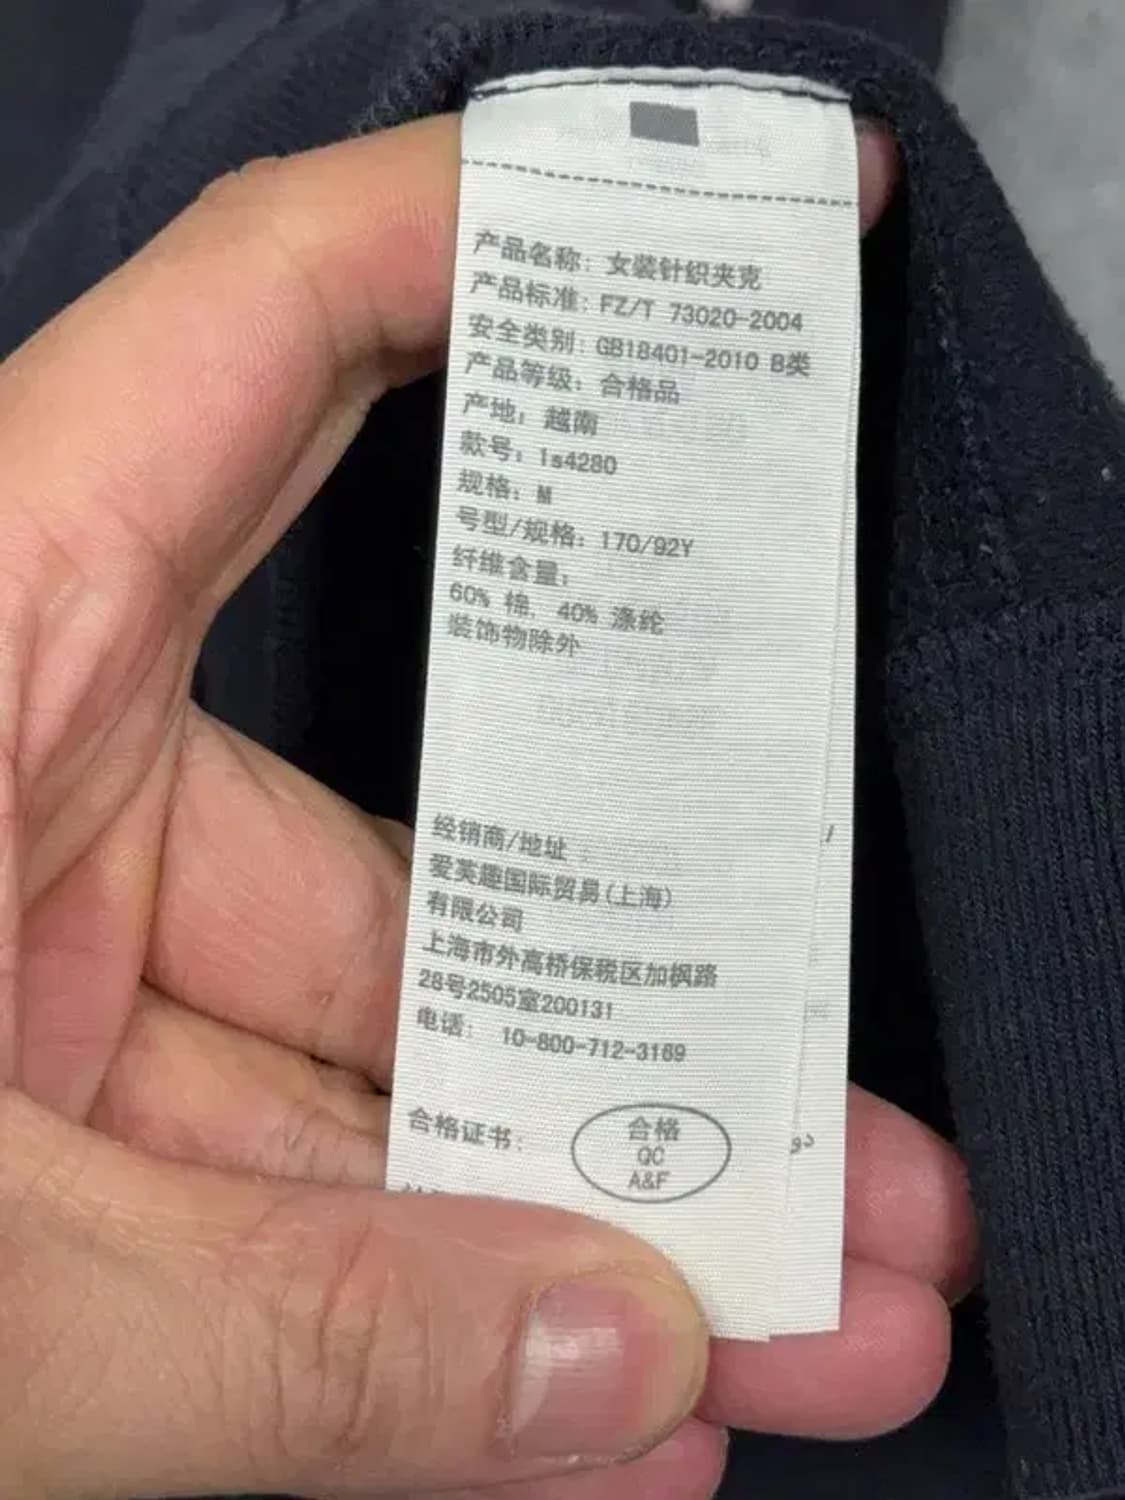 产品名称：女装针织夹克
产品标准：FZ/T 73020-2004
安全类别：GB18401-2010 B类
产品等级：合格品
产地：越南
款号：ls4280
规格：M
号型/规格：170/92Y
纤维含量：
60% 棉, 40% 涤纶
装饰物除外
经销商/地址：
爱芙趣国际贸易(上海)
有限公司
上海市外高桥保税区加枫路
28号2505室200131
电话： 10-800-712-3169
合格证书：
合格
QC
A&F